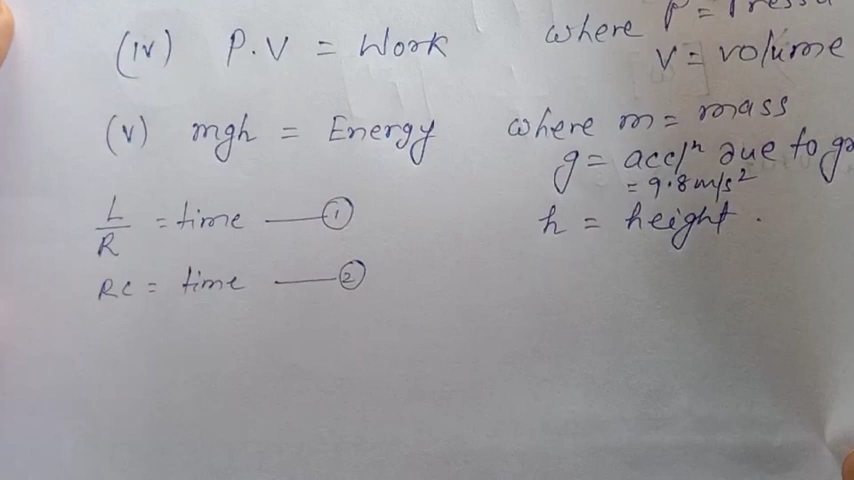 (iv) P.V = Work where P = Pressu
V = volume
(v) mgh = Energy where m = mass
g = acc/ⁿ due to
= 9.8 m/s²
L/R = time ——① h = height.
RC = time ——②